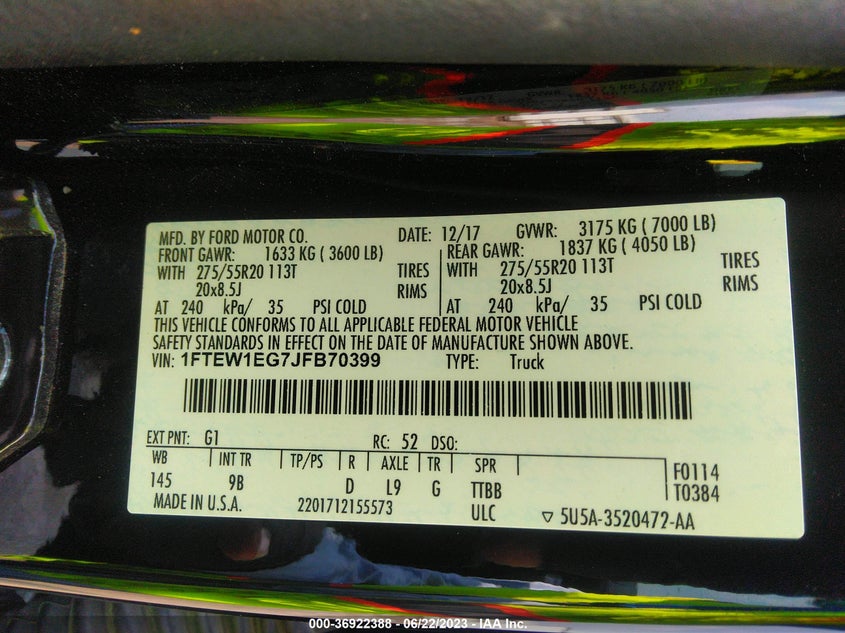 3175 KG ( 7000 LB)
MFD. BY FORD MOTOR CO. DATE: 12/17 GVWR: 3175 KG ( 7000 LB)
FRONT GAWR: 1633 KG ( 3600 LB) REAR GAWR: 1837 KG ( 4050 LB)
WITH 275/55R20 113T TIRES WITH 275/55R20 113T TIRES
20x8.5J RIMS 20x8.5J RIMS
AT 240 kPa/ 35 PSI COLD AT 240 kPa/ 35 PSI COLD
THIS VEHICLE CONFORMS TO ALL APPLICABLE FEDERAL MOTOR VEHICLE
SAFETY STANDARDS IN EFFECT ON THE DATE OF MANUFACTURE SHOWN ABOVE.
VIN: 1FTEW1EG7JFB70399 TYPE: Truck
EXT PNT: G1 RC: 52 DSO:
WB INT TR TP/PS R AXLE TR SPR F0114
145 9B D L9 G TTBB T0384
MADE IN U.S.A. 2201712155573 ULC ▽ 5U5A-3520472-AA
000-36922388 - 06/22/2023 - IAA Inc.